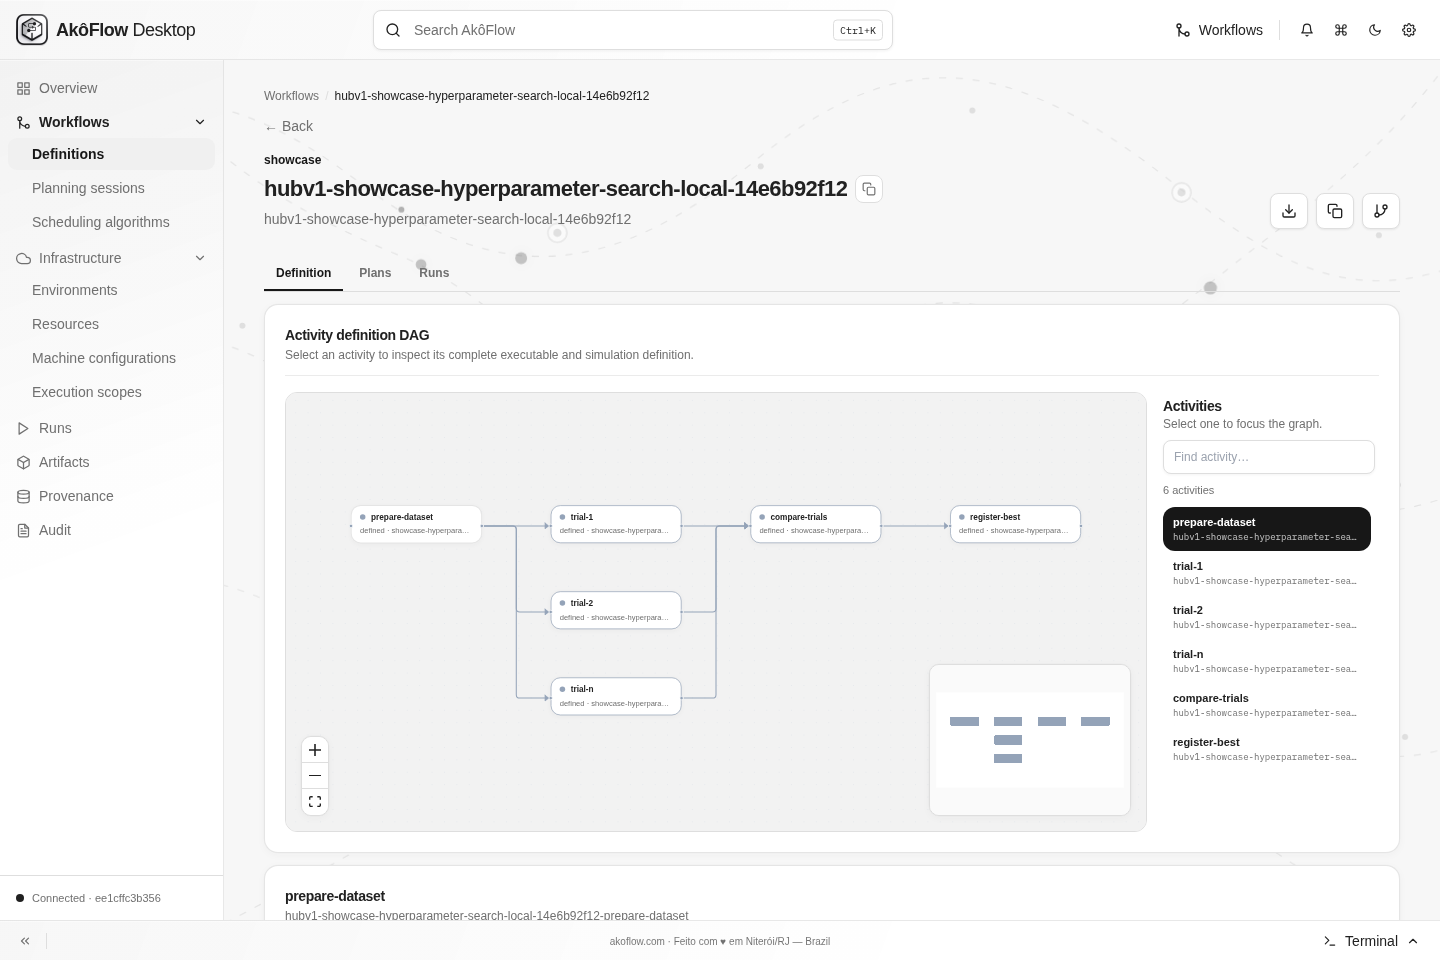 AkôFlow Desktop
Search AkôFlow
Ctrl+K
Workflows
Overview
Workflows
Definitions
Planning sessions
Scheduling algorithms
Infrastructure
Environments
Resources
Machine configurations
Execution scopes
Runs
Artifacts
Provenance
Audit
Connected · ee1cffc3b356
Workflows / hubv1-showcase-hyperparameter-search-local-14e6b92f12
← Back
showcase
hubv1-showcase-hyperparameter-search-local-14e6b92f12
hubv1-showcase-hyperparameter-search-local-14e6b92f12
Definition
Plans
Runs
Activity definition DAG
Select an activity to inspect its complete executable and simulation definition.
prepare-dataset
defined · showcase-hyperpara…
trial-1
defined · showcase-hyperpara…
compare-trials
defined · showcase-hyperpara…
register-best
defined · showcase-hyperpara…
trial-2
defined · showcase-hyperpara…
trial-n
defined · showcase-hyperpara…
Activities
Select one to focus the graph.
Find activity…
6 activities
prepare-dataset
hubv1-showcase-hyperparameter-sea…
trial-1
hubv1-showcase-hyperparameter-sea…
trial-2
hubv1-showcase-hyperparameter-sea…
trial-n
hubv1-showcase-hyperparameter-sea…
compare-trials
hubv1-showcase-hyperparameter-sea…
register-best
hubv1-showcase-hyperparameter-sea…
prepare-dataset
hubv1-showcase-hyperparameter-search-local-14e6b92f12-prepare-dataset
akoflow.com · Feito com ♥ em Niterói/RJ — Brazil
Terminal